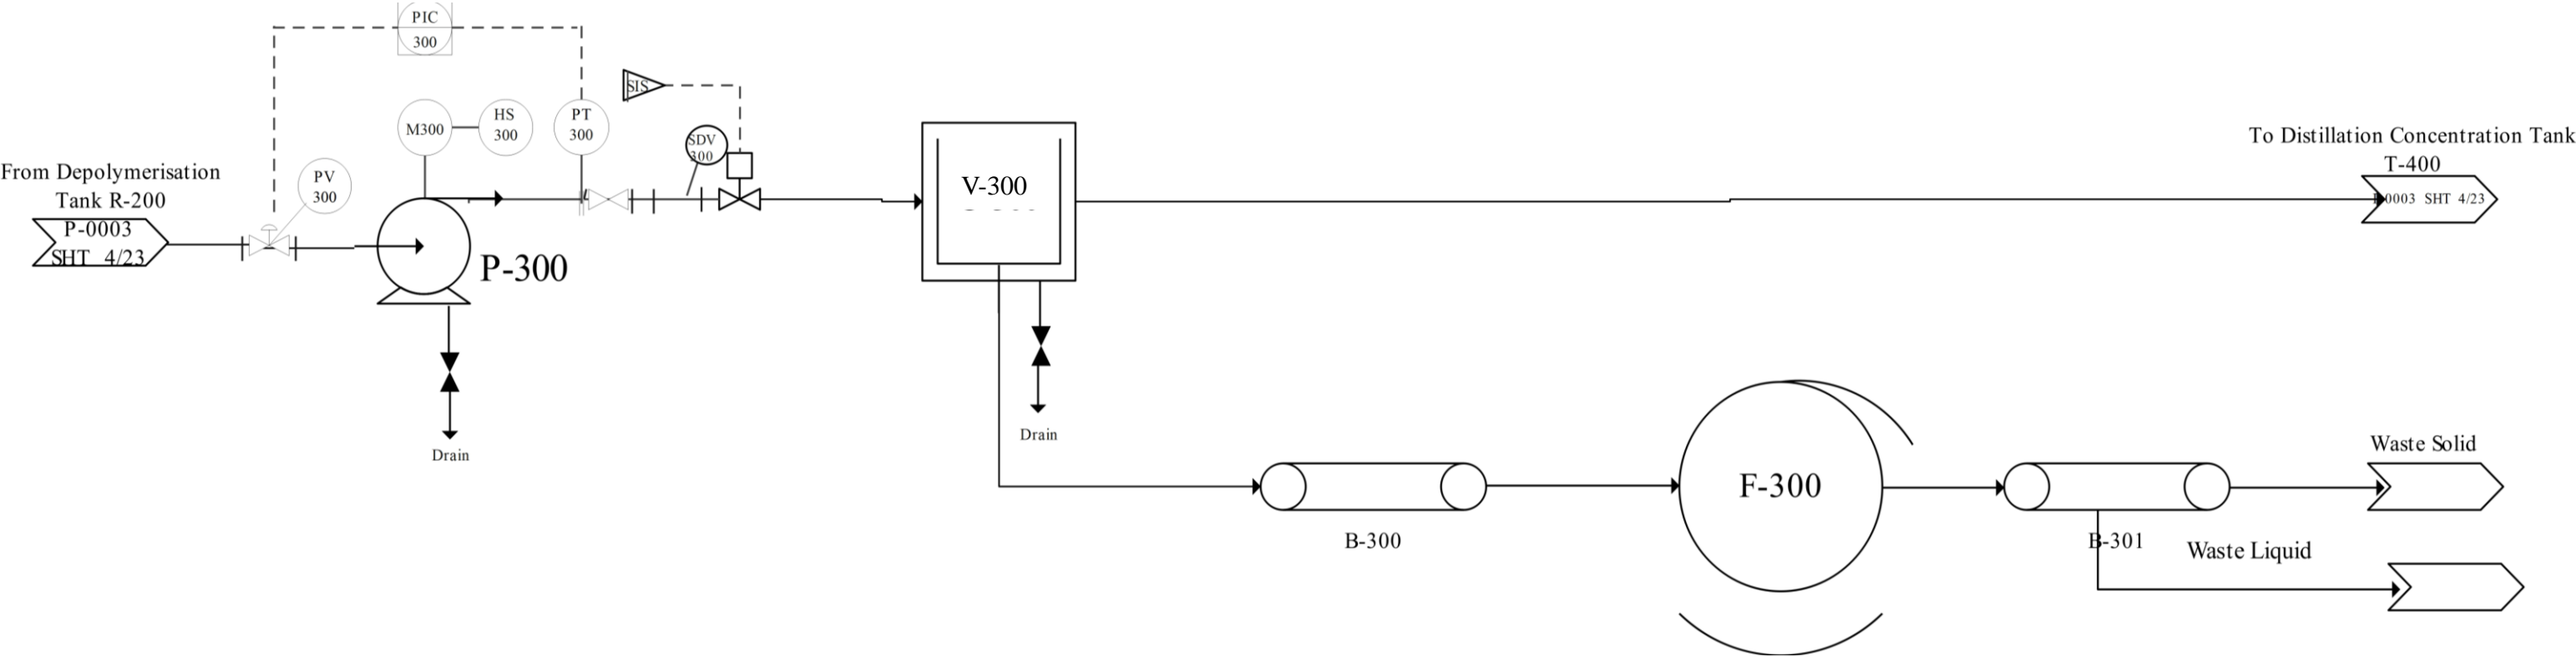 PIC
300
SIS
M300
HS
300
PT
300
SDV
300
From Depolymerisation
Tank R-200
PV
300
P-0003
SHT 4/23
P-300
Drain
V-300
Drain
To Distillation Concentration Tank
T-400
0003 SHT 4/23
B-300
F-300
B-301
Waste Solid
Waste Liquid